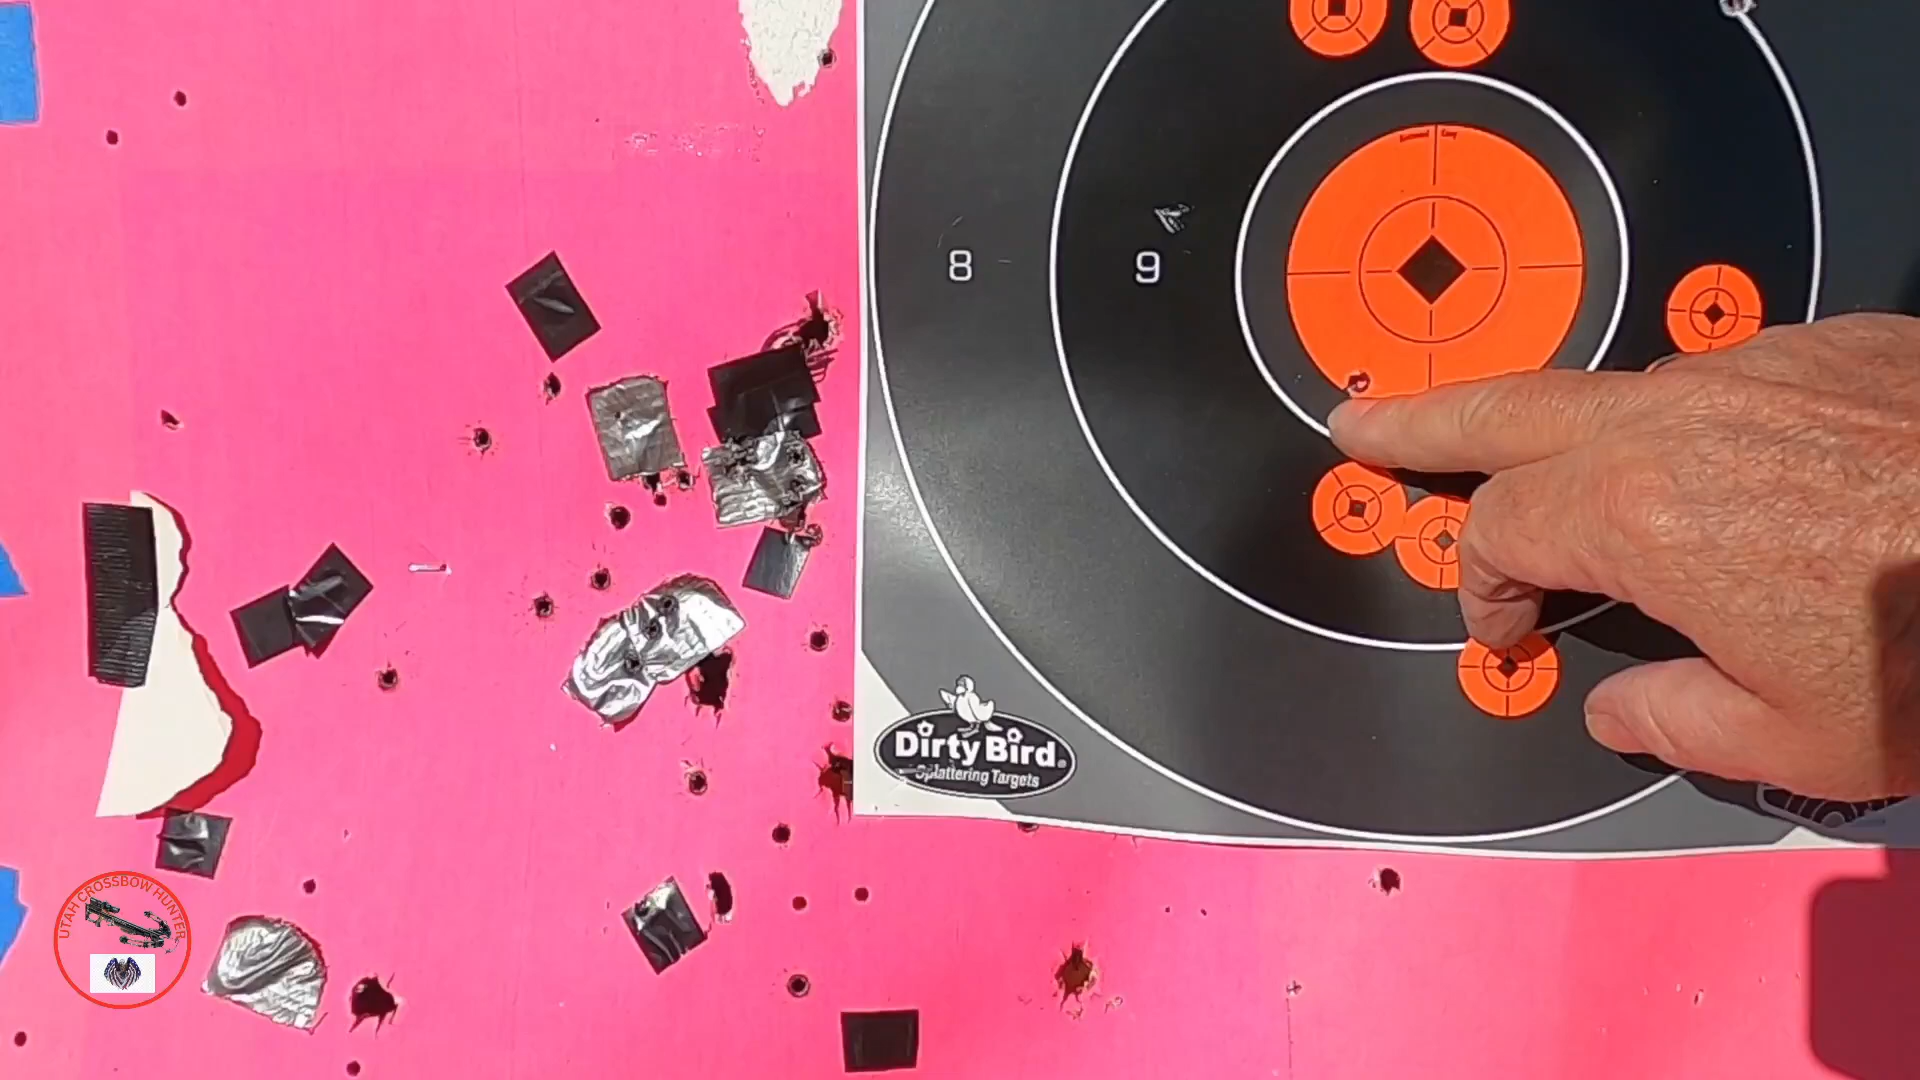 8
9
Dirty Bird®
Splattering Targets
UTAH CROSSBOW HUNTER